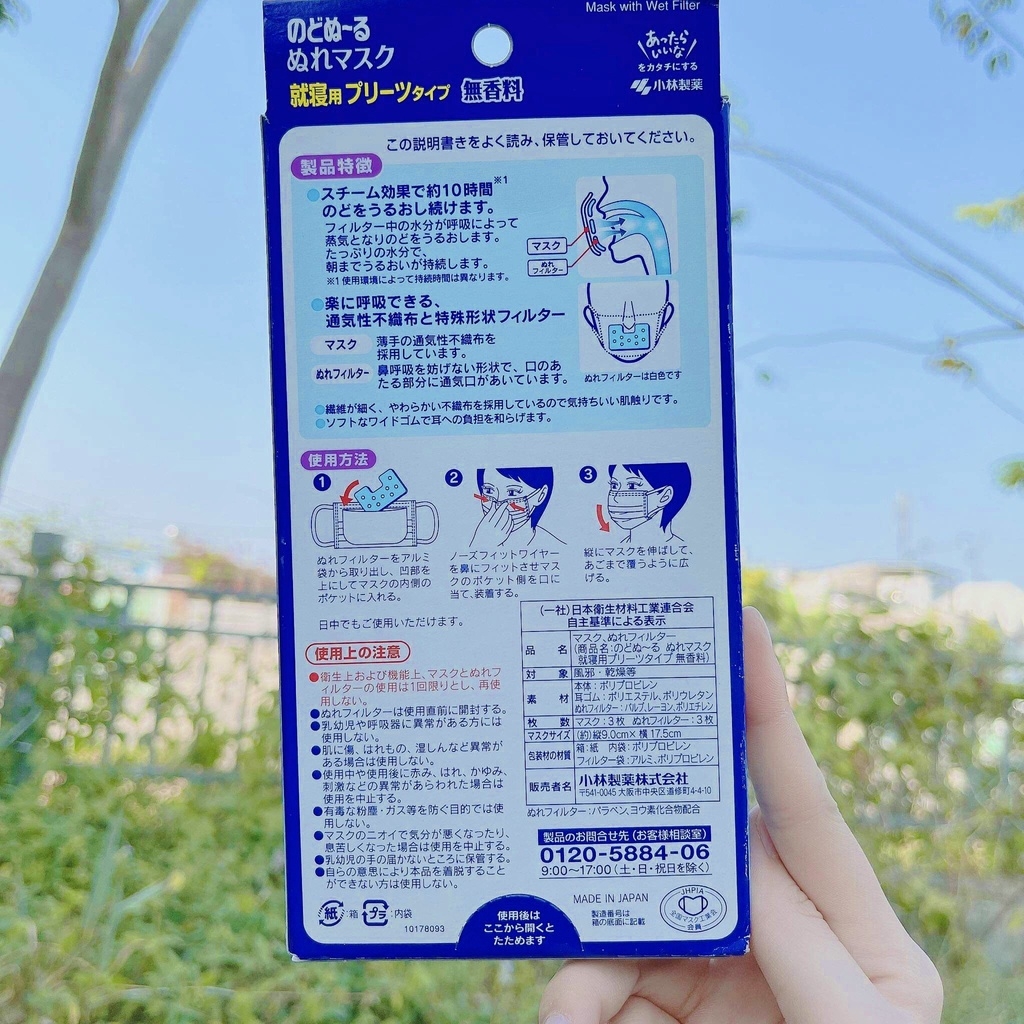 Mask with Wet Filter
のどぬ~る
ぬれマスク
就寝用 プリーツタイプ 無香料
あったら
いいな
をカタチにする
小林製薬
この説明書きをよく読み、保管しておいてください。
製品特徴
スチーム効果で約10時間※1
のどをうるおし続けます。
フィルター中の水分が呼吸によって
蒸気となりのどをうるおします。
たっぷりの水分で、
朝までうるおいが持続します。
※1 使用環境によって持続時間は異なります。
マスク
ぬれ
フィルター
楽に呼吸できる、
通気性不織布と特殊形状フィルター
マスク 薄手の通気性不織布を
採用しています。
ぬれフィルター 鼻呼吸を妨げない形状で、口のあ
たる部分に通気口があいています。
ぬれフィルターは白色です
繊維が細く、やわらかい不織布を採用しているので気持ちいい肌触りです。
ソフトなワイドゴムで耳への負担を和らげます。
使用方法
1
ぬれフィルターをアルミ
袋から取り出し、凹部を
上にしてマスクの内側の
ポケットに入れる。
2
ノーズフィットワイヤー
を鼻にフィットさせマス
クのポケット側を口に
当て、装着する。
3
縦にマスクを伸ばして、
あごまで覆うように広
げる。
日中でもご使用いただけます。
使用上の注意
●衛生上および機能上、マスクとぬれフ
ィルターの使用は1回限りとし、再使
用しない。
●ぬれフィルターは使用直前に開封する。
●乳幼児や呼吸器に異常がある方には
使用しない。
●肌に傷、はれもの、湿しんなど異常が
ある場合は使用しない。
●使用中や使用後に赤み、はれ、かゆみ、
刺激などの異常があらわれた場合は
使用を中止する。
●有毒な粉塵・ガス等を防ぐ目的では使
用しない。
●マスクのニオイで気分が悪くなったり、
息苦しくなった場合は使用を中止する。
●乳幼児の手の届かないところに保管する。
●自らの意思により本品を着脱すること
ができない方は使用しない。
(一社)日本衛生材料工業連合会
自主基準による表示
品名 マスク、ぬれフィルター
(商品名:のどぬ~る ぬれマスク
就寝用プリーツタイプ 無香料)
対象 風邪・乾燥等
素材 本体:ポリプロピレン
耳ゴム:ポリエステル、ポリウレタン
ぬれフィルター:パルプ、レーヨン、ポリエチレン
枚数 マスク:3枚 ぬれフィルター:3枚
マスクサイズ (約)縦9.0cm×横17.5cm
包装材の材質 箱:紙 内袋:ポリプロピレン
フィルター袋:アルミ、ポリプロピレン
販売者名 小林製薬株式会社
〒541-0045 大阪市中央区道修町4-4-10
ぬれフィルター:パラベン、ヨウ素化合物配合
製品のお問合せ先(お客様相談室)
0120-5884-06
9:00~17:00(土・日・祝日を除く)
紙:箱 プラ:内袋
10178093
使用後は
ここから開くと
たためます
MADE IN JAPAN
製造番号は
箱の底面に記載
JHPIA
全国マスク工業会
会員